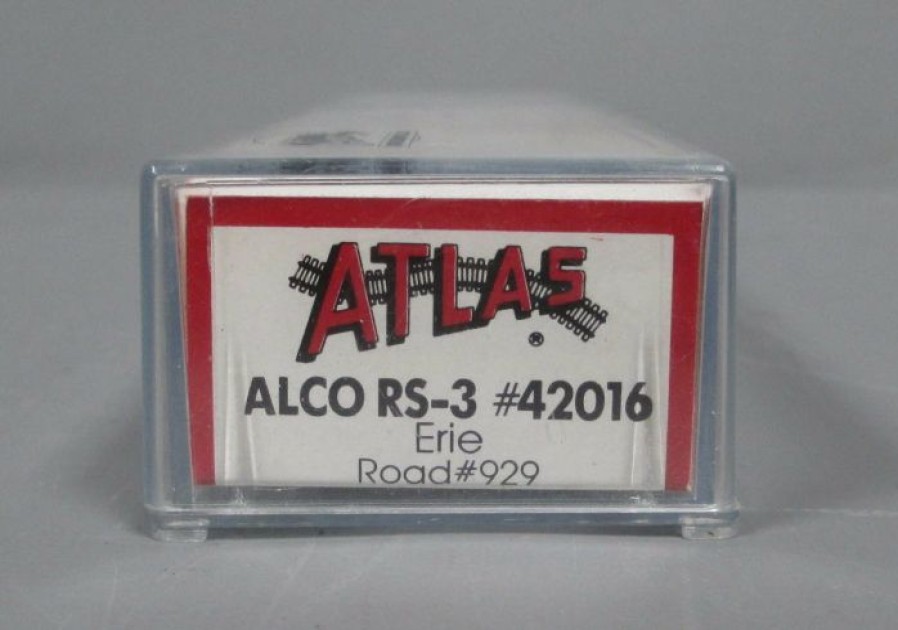 ATLAS ®
ALCO RS-3 #42016
Erie
Road#929